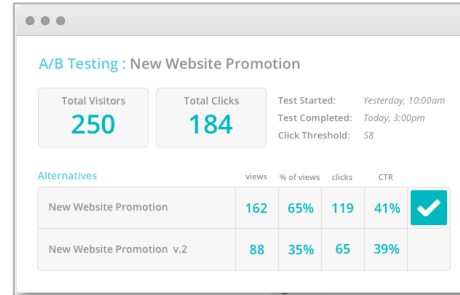 A/B Testing : New Website Promotion
Total Visitors
250
Total Clicks
184
Test Started: Yesterday, 10:00am
Test Completed: Today, 3:00pm
Click Threshold: 58
Alternatives views % of views clicks CTR
New Website Promotion 162 65% 119 41%
New Website Promotion v.2 88 35% 65 39%